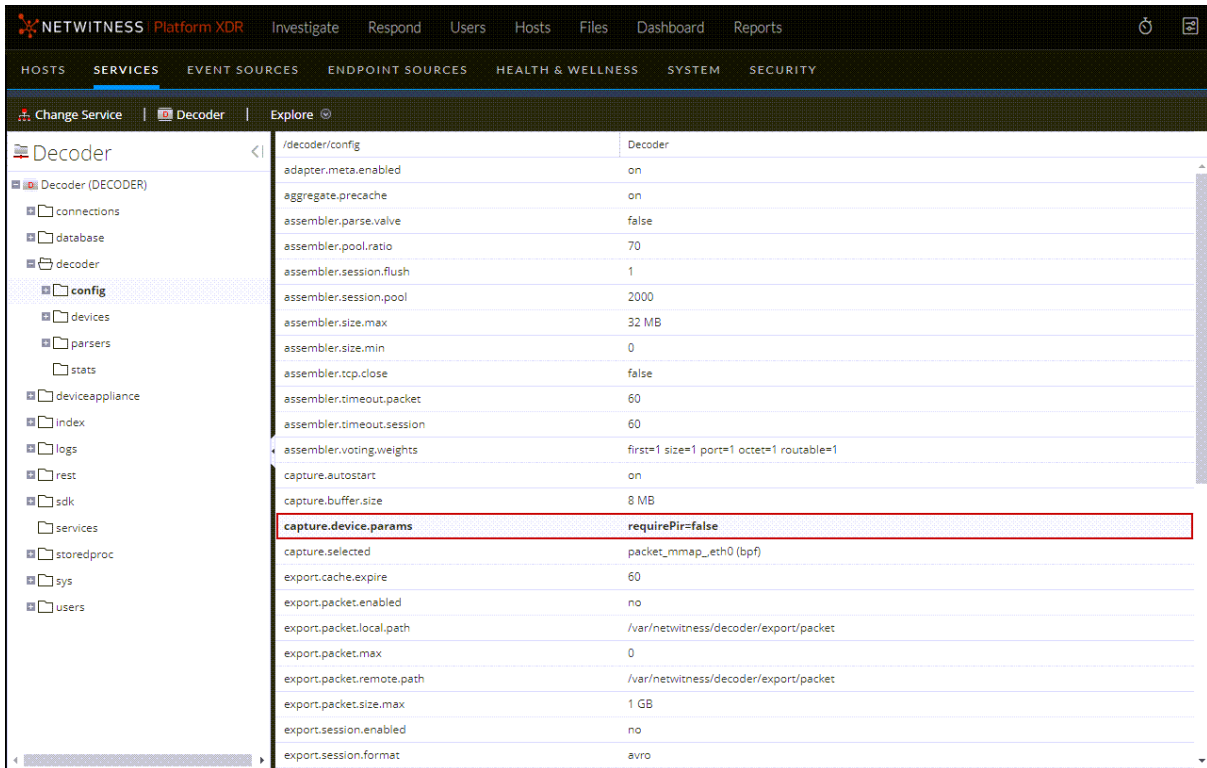 NETWITNESS Platform XDR Investigate Respond Users Hosts Files Dashboard Reports
HOSTS SERVICES EVENT SOURCES ENDPOINT SOURCES HEALTH & WELLNESS SYSTEM SECURITY
Change Service | D Decoder | Explore
Decoder
D Decoder (DECODER)
connections
database
decoder
config
devices
parsers
stats
deviceappliance
index
logs
rest
sdk
services
storedproc
sys
users
/decoder/config Decoder
adapter.meta.enabled on
aggregate.precache on
assembler.parse.valve false
assembler.pool.ratio 70
assembler.session.flush 1
assembler.session.pool 2000
assembler.size.max 32 MB
assembler.size.min 0
assembler.tcp.close false
assembler.timeout.packet 60
assembler.timeout.session 60
assembler.voting.weights first=1 size=1 port=1 octet=1 routable=1
capture.autostart on
capture.buffer.size 8 MB
capture.device.params requirePir=false
capture.selected packet_mmap_,eth0 (bpf)
export.cache.expire 60
export.packet.enabled no
export.packet.local.path /var/netwitness/decoder/export/packet
export.packet.max 0
export.packet.remote.path /var/netwitness/decoder/export/packet
export.packet.size.max 1 GB
export.session.enabled no
export.session.format avro